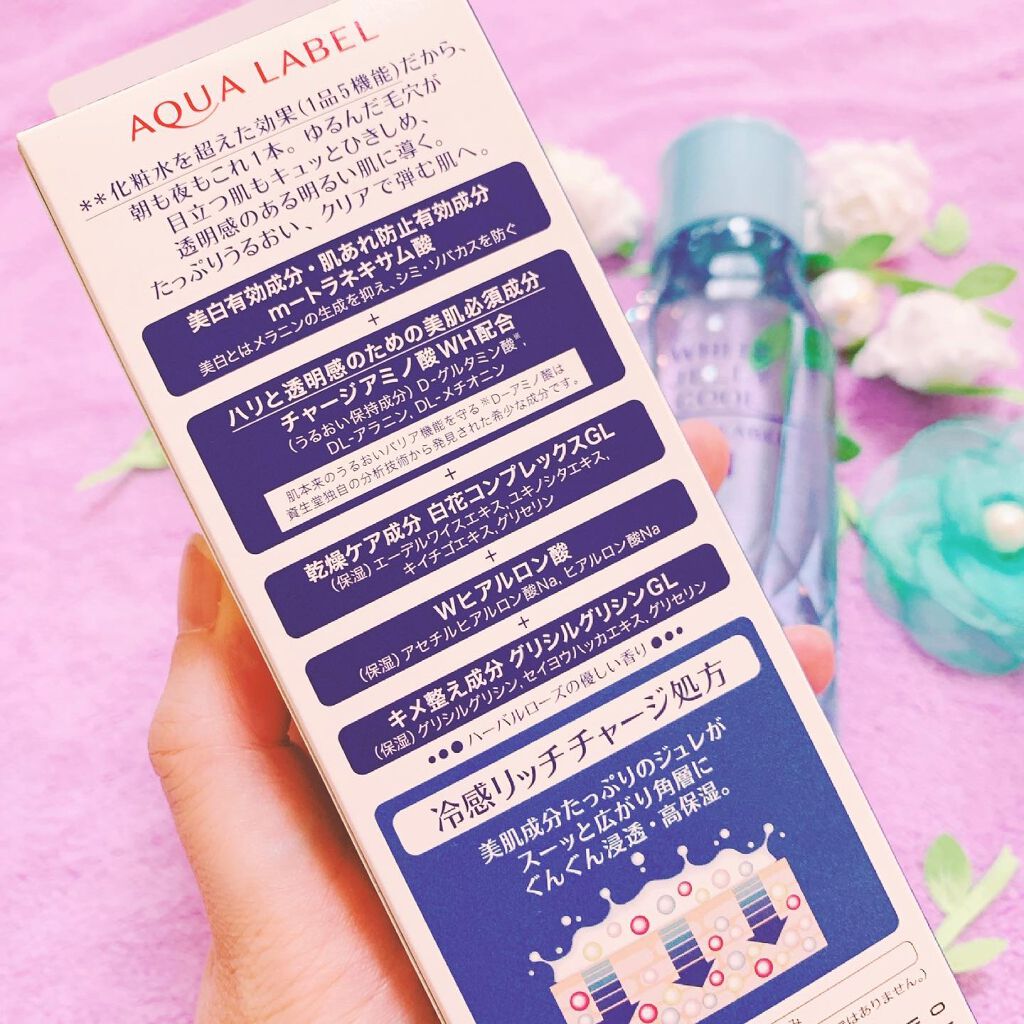 AQUA LABEL
**化粧水を超えた効果(1品5機能)だから、
朝も夜もこれ1本。ゆるんだ毛穴が
目立つ肌もキュッとひきしめ、
透明感のある明るい肌に導く。
たっぷりうるおい、クリアで弾む肌へ。
美白有効成分・肌あれ防止有効成分
m-トラネキサム酸
美白とはメラニンの生成を抑え、シミ・ソバカスを防ぐ
+
ハリと透明感のための美肌必須成分
チャージアミノ酸WH配合
(うるおい保持成分) D-グルタミン酸※、
DL-アラニン、DL-メチオニン
肌本来のうるおいバリア機能を守る ※D-アミノ酸は
資生堂独自の分析技術から発見された希少な成分です。
+
乾燥ケア成分 白花コンプレックスGL
(保湿) エーデルワイスエキス、ユキノシタエキス、
キイチゴエキス、グリセリン
+
Wヒアルロン酸
(保湿) アセチルヒアルロン酸Na、ヒアルロン酸Na
+
キメ整え成分 グリシルグリシンGL
(保湿) グリシルグリシン、セイヨウハッカエキス、グリセリン
●●●ハーバルローズの優しい香り●●●
冷感リッチチャージ処方
美肌成分たっぷりのジュレが
スーッと広がり角層に
ぐんぐん浸透・高保湿。
はありません。)
WHITE
JELLY
COOL